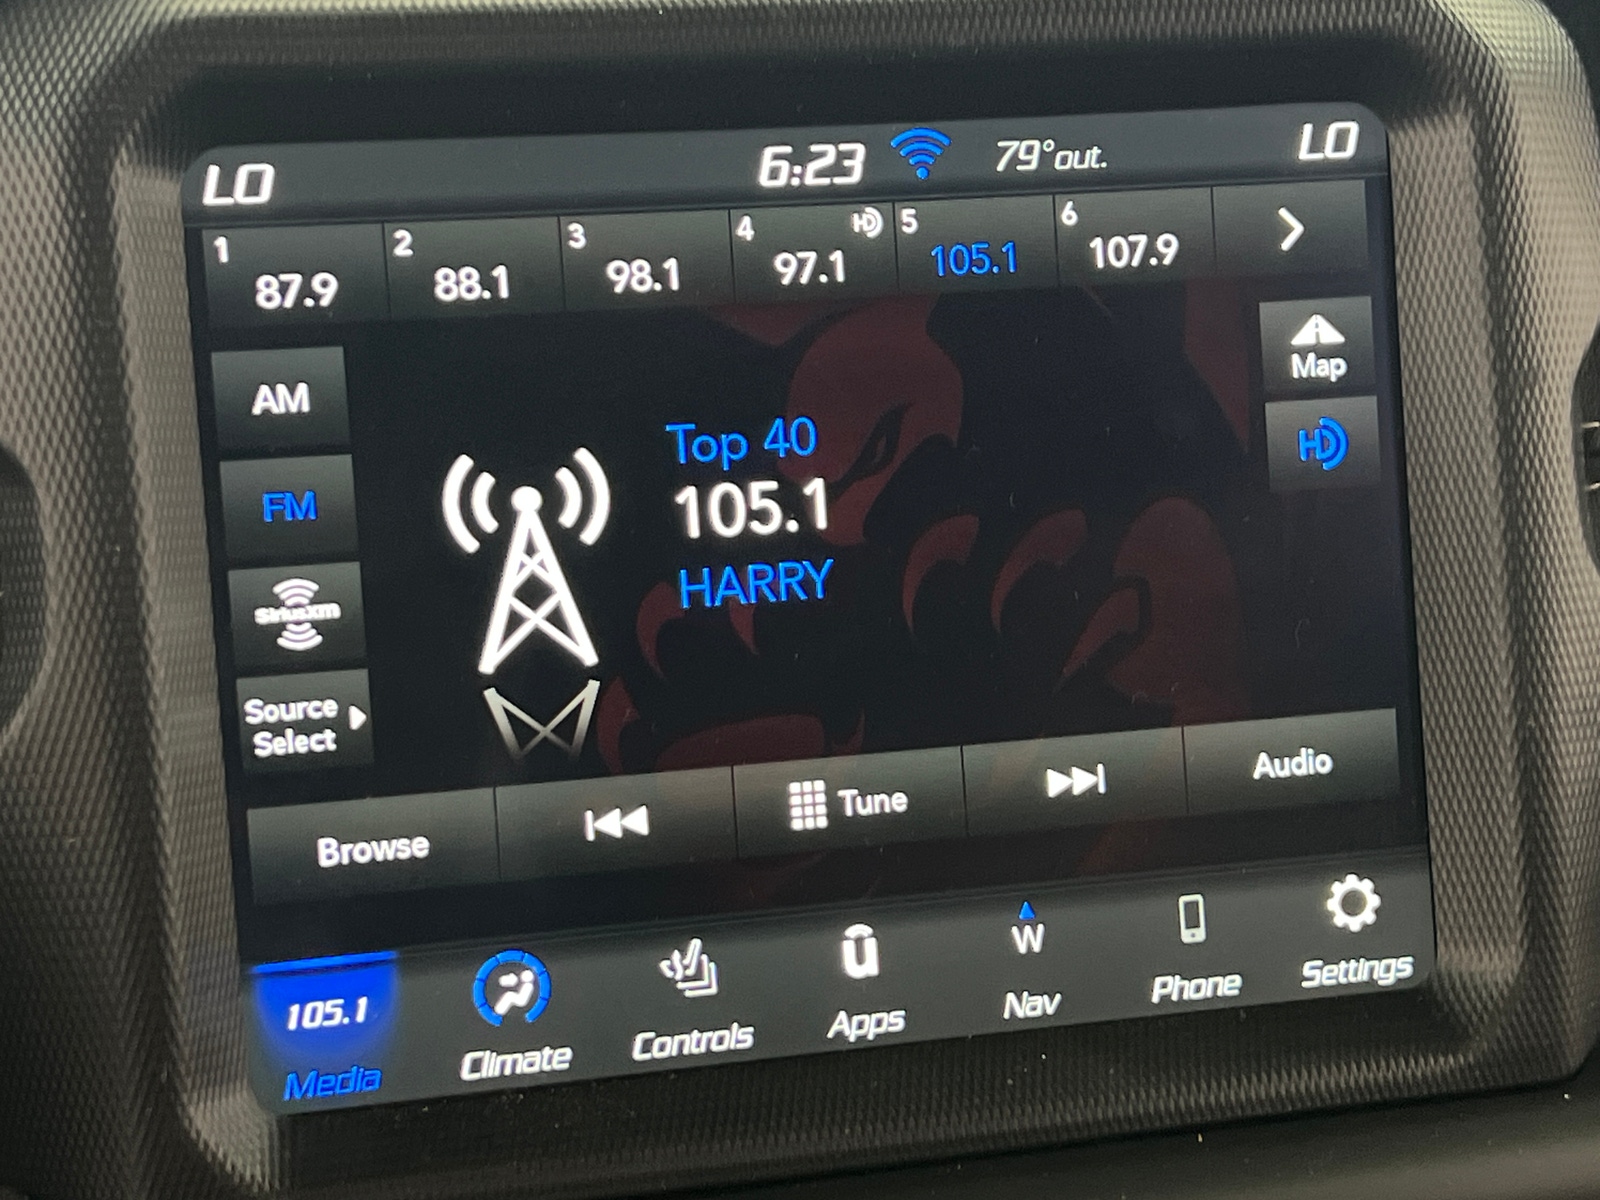 LO 6:23 79°out. LO
1 87.9
2 88.1
3 98.1
4 HD 97.1
5 105.1
6 107.9
AM
FM
SiriusXM
Source
Select
Top 40
105.1
HARRY
Map
HD
Browse
Tune
Audio
105.1
Media
Climate
Controls
u
Apps
W
Nav
Phone
Settings